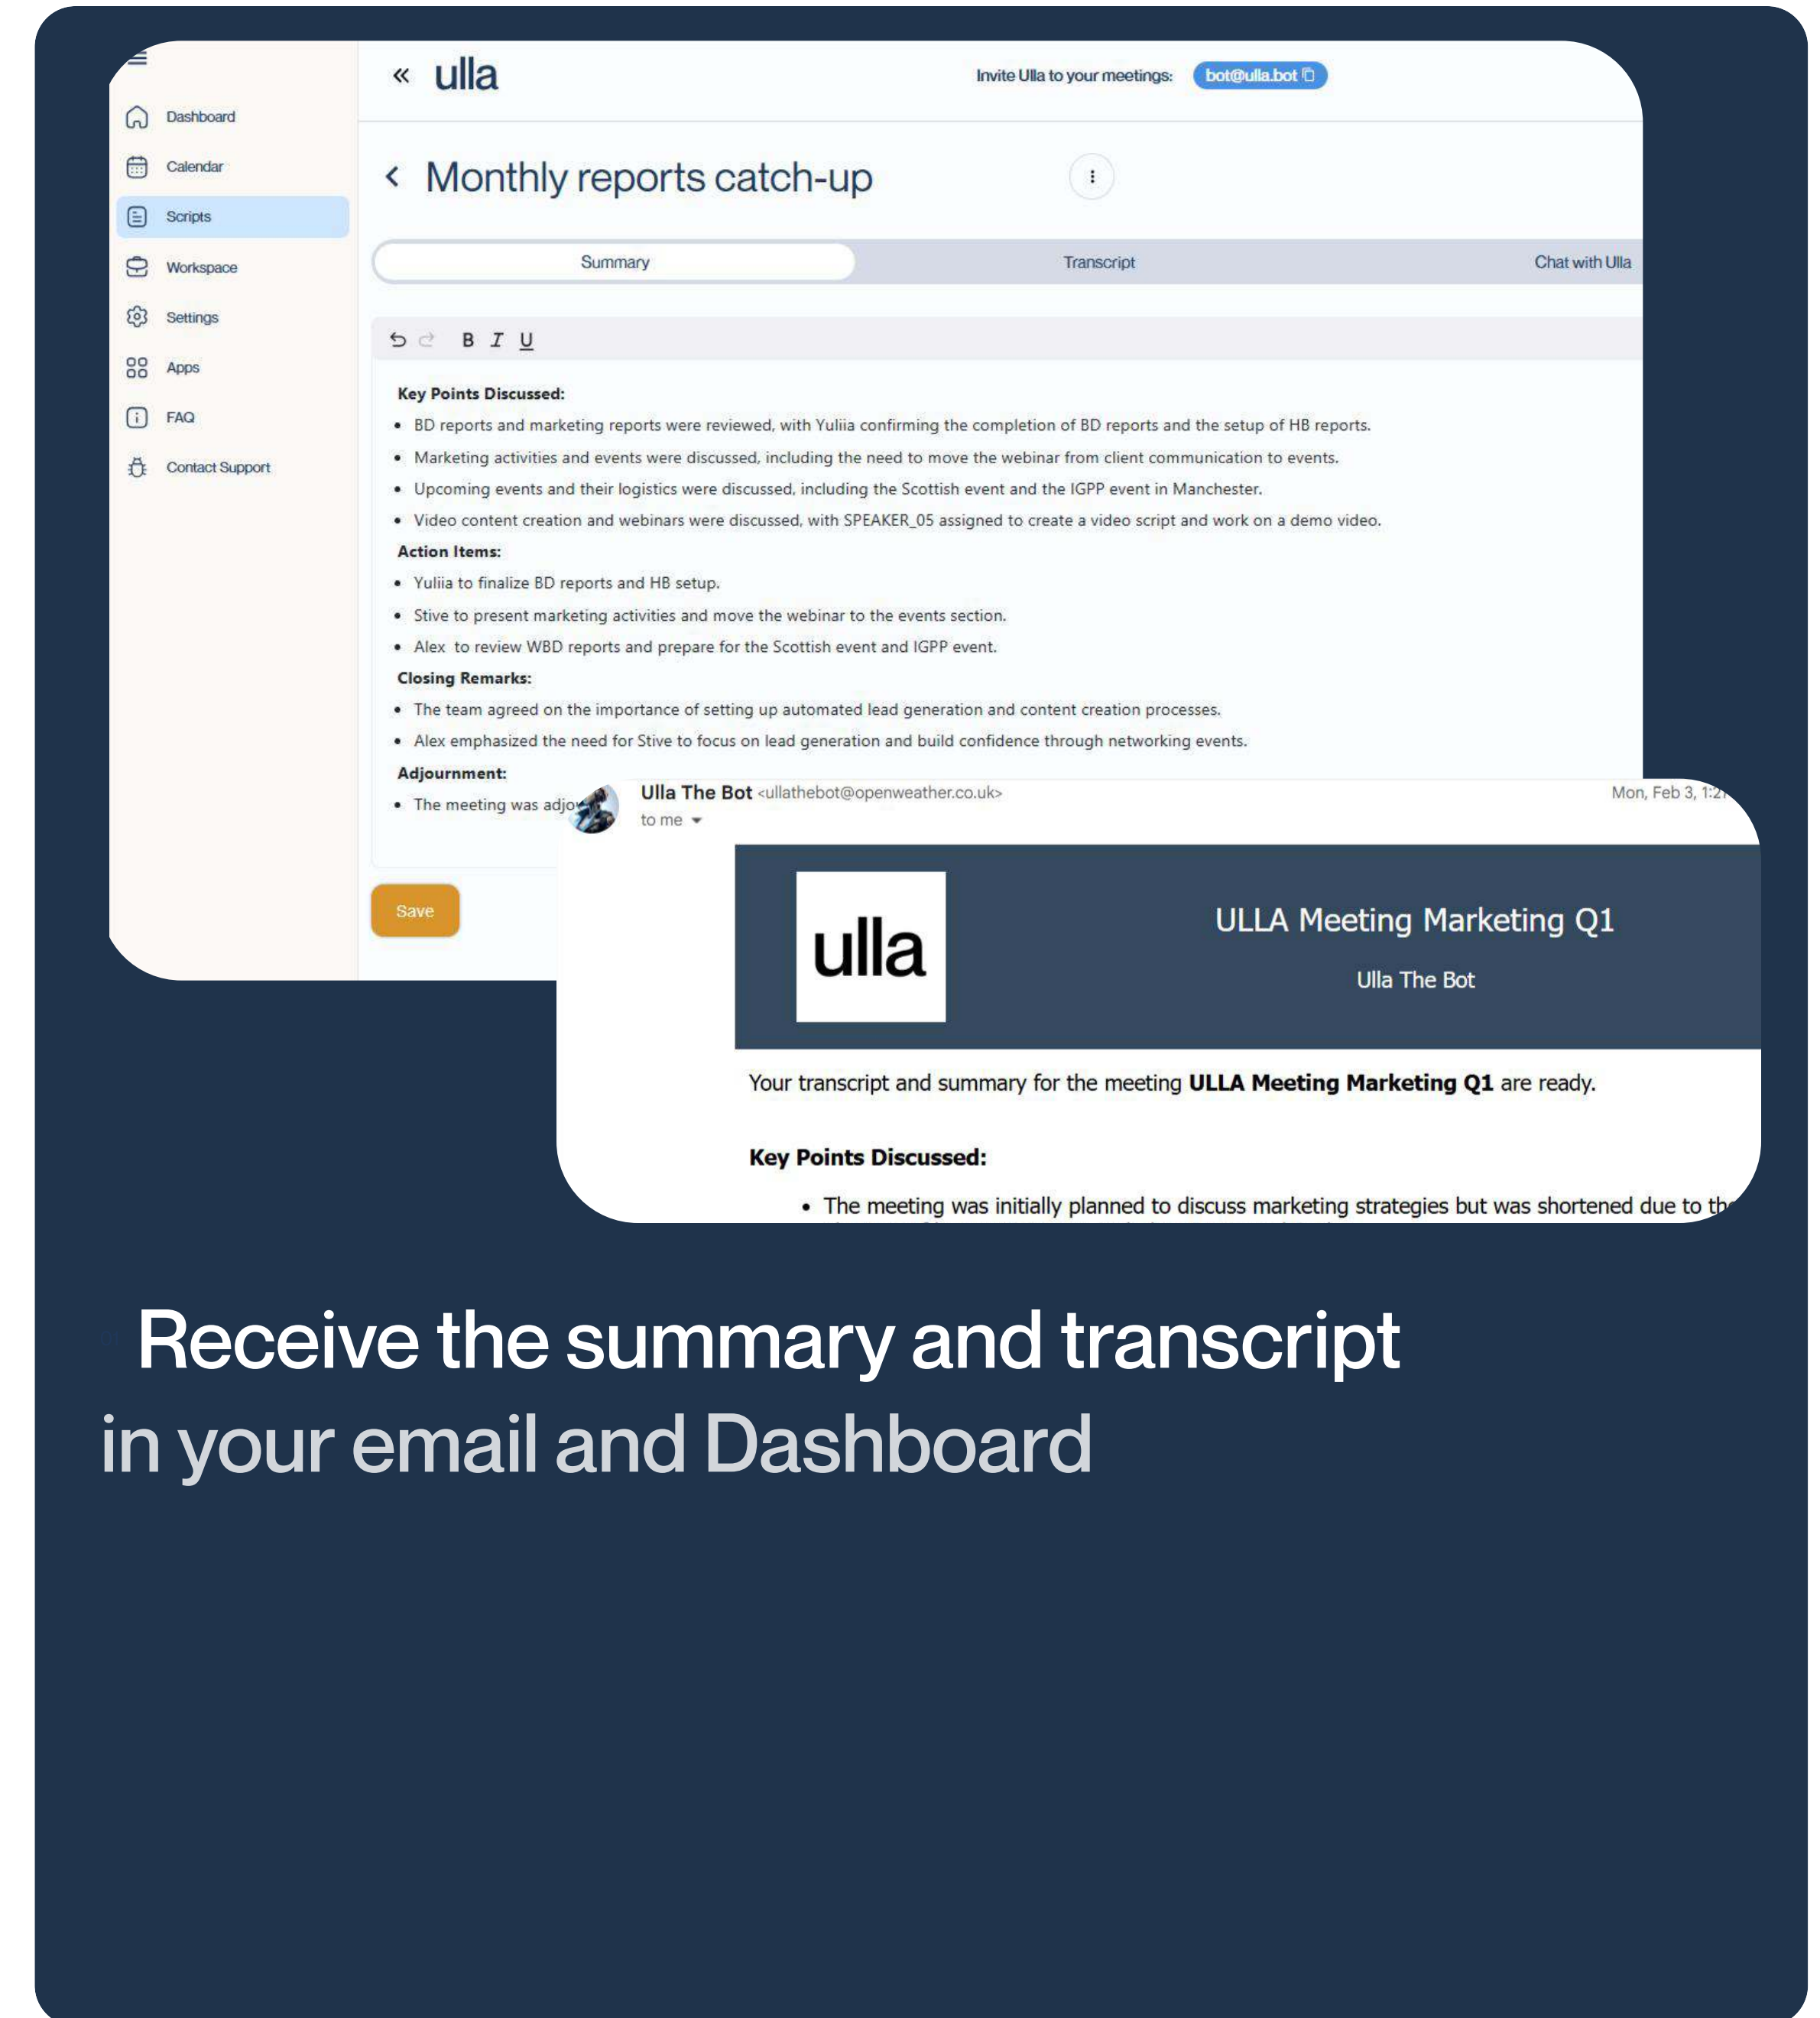 ulla
Invite Ulla to your meetings: bot@ulla.bot
Dashboard
Calendar
Scripts
Workspace
Settings
Apps
FAQ
Contact Support
Monthly reports catch-up
Summary Transcript Chat with Ulla
B I U
Key Points Discussed:
• BD reports and marketing reports were reviewed, with Yuliia confirming the completion of BD reports and the setup of HB reports.
• Marketing activities and events were discussed, including the need to move the webinar from client communication to events.
• Upcoming events and their logistics were discussed, including the Scottish event and the IGPP event in Manchester.
• Video content creation and webinars were discussed, with SPEAKER_05 assigned to create a video script and work on a demo video.
Action Items:
• Yuliia to finalize BD reports and HB setup.
• Stive to present marketing activities and move the webinar to the events section.
• Alex to review WBD reports and prepare for the Scottish event and IGPP event.
Closing Remarks:
• The team agreed on the importance of setting up automated lead generation and content creation processes.
• Alex emphasized the need for Stive to focus on lead generation and build confidence through networking events.
Adjournment:
• The meeting was
Save
Ulla The Bot <ullathebot@openweather.co.uk> Mon, Feb 3,
to me
ulla
ULLA Meeting Marketing Q1
Ulla The Bot
Your transcript and summary for the meeting ULLA Meeting Marketing Q1 are ready.
Key Points Discussed:
• The meeting was initially planned to discuss marketing strategies but was shortened due to
Receive the summary and transcript
in your email and Dashboard